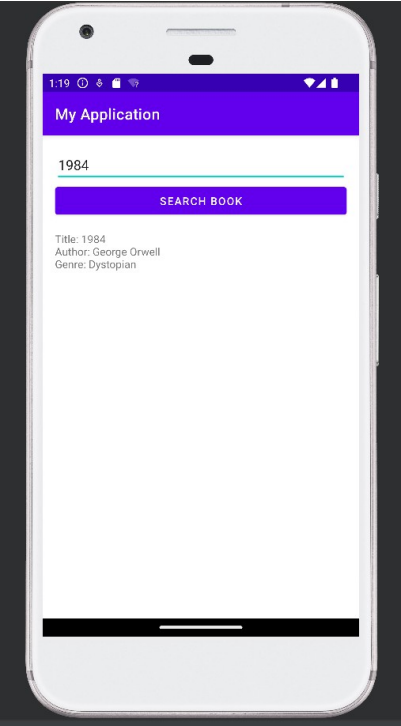 1:19
My Application
1984
SEARCH BOOK
Title: 1984
Author: George Orwell
Genre: Dystopian